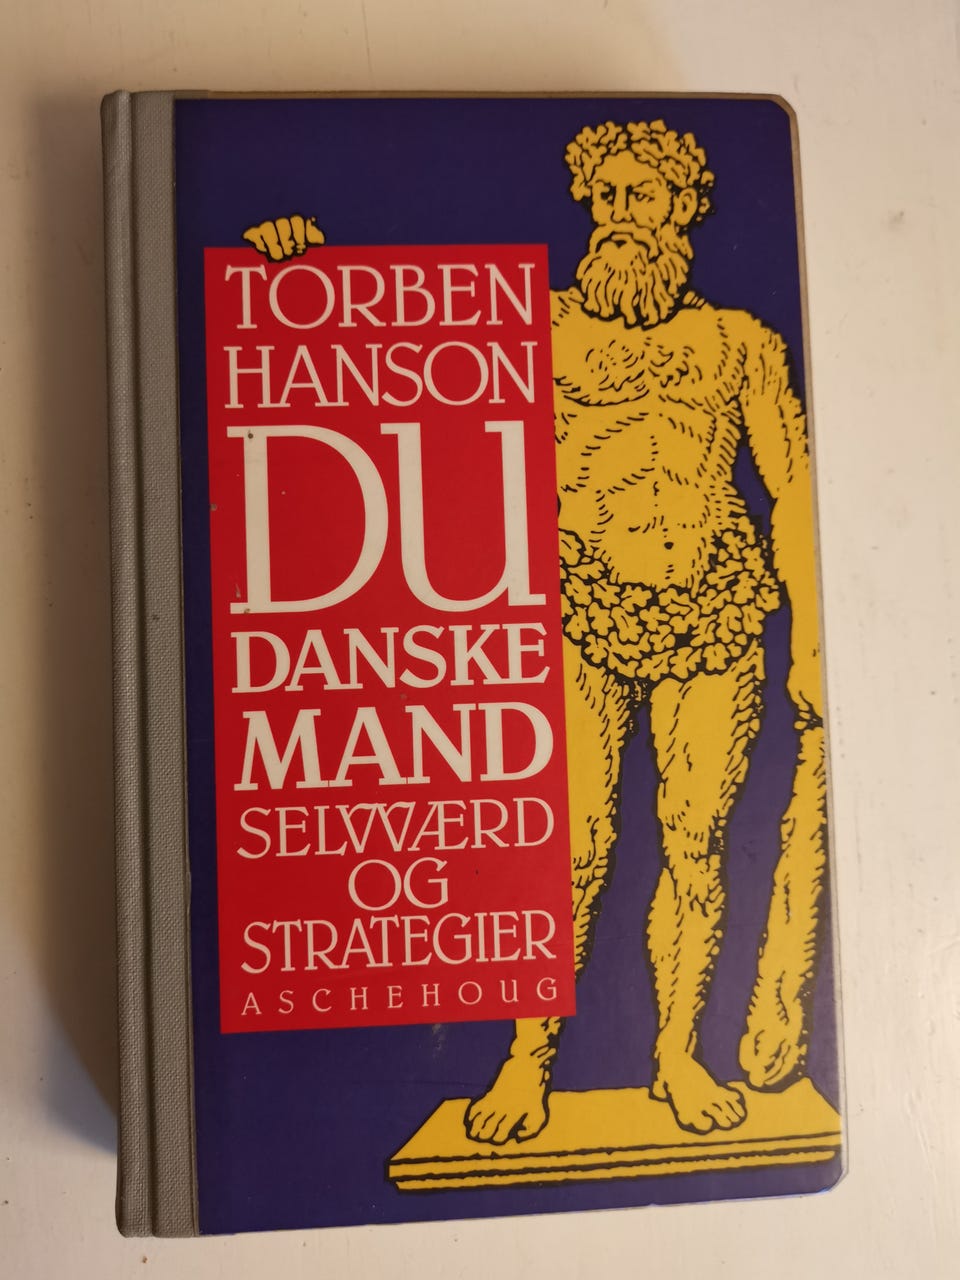 TORBEN
HANSON
DU
DANSKE
MAND
SELVVÆRD
OG
STRATEGIER
ASCHEHOUG